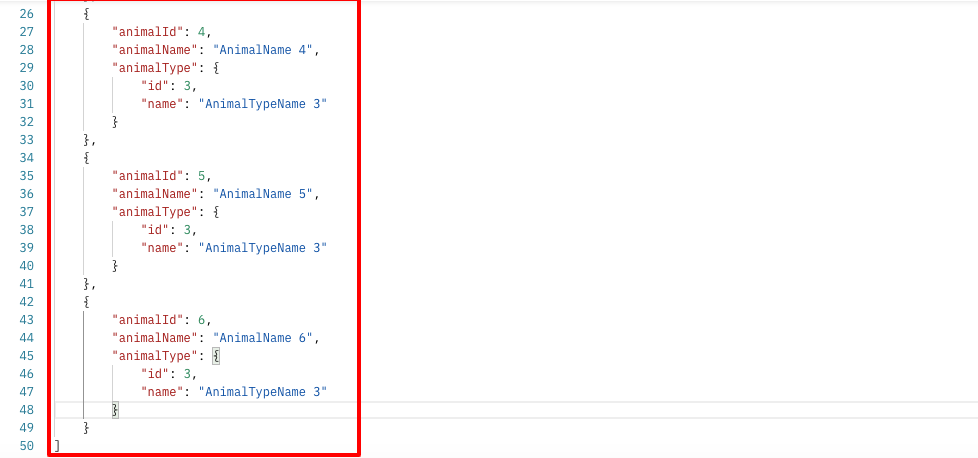 26 {
27 "animalId": 4,
28 "animalName": "AnimalName 4",
29 "animalType": {
30 "id": 3,
31 "name": "AnimalTypeName 3"
32 }
33 },
34 {
35 "animalId": 5,
36 "animalName": "AnimalName 5",
37 "animalType": {
38 "id": 3,
39 "name": "AnimalTypeName 3"
40 }
41 },
42 {
43 "animalId": 6,
44 "animalName": "AnimalName 6",
45 "animalType": {
46 "id": 3,
47 "name": "AnimalTypeName 3"
48 }
49 }
50 ]